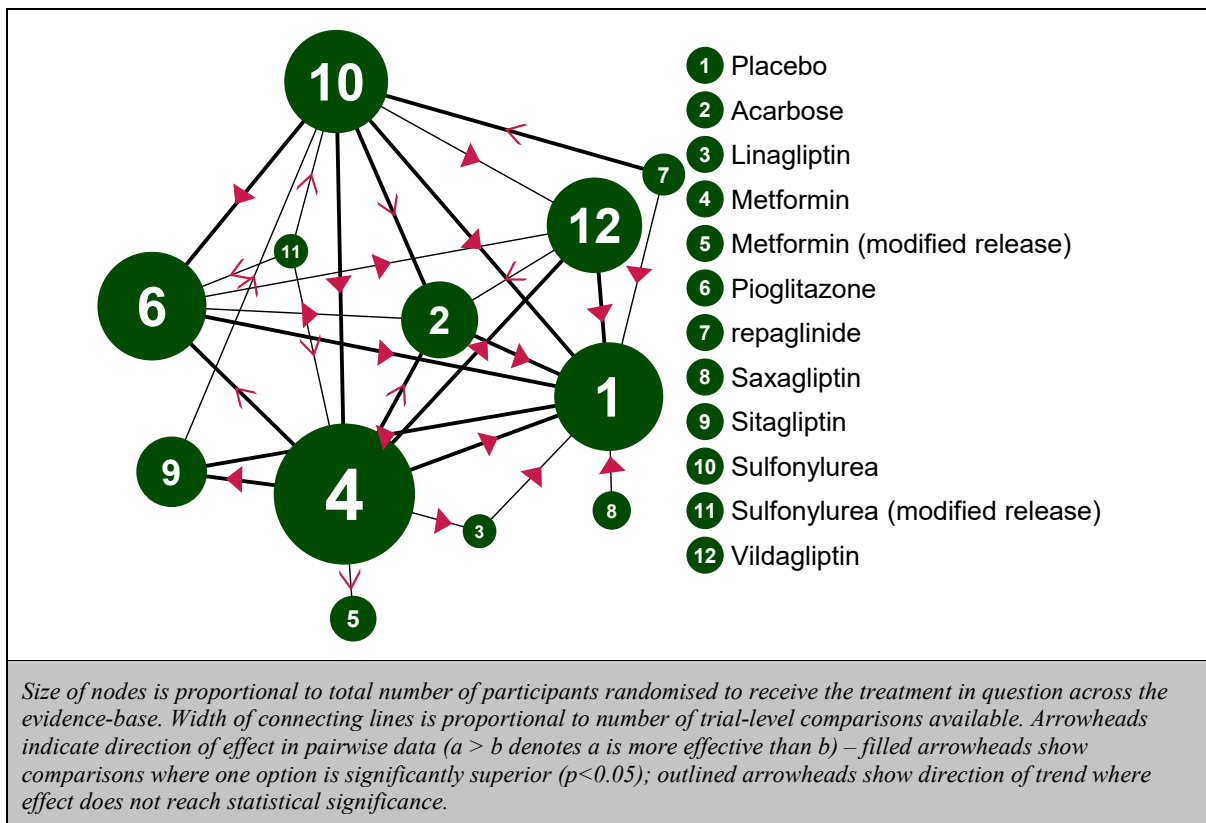 10
12
7
11
6
2
1
9
4
3
8
5
1 Placebo
2 Acarbose
3 Linagliptin
4 Metformin
5 Metformin (modified release)
6 Pioglitazone
7 repaglinide
8 Saxagliptin
9 Sitagliptin
10 Sulfonylurea
11 Sulfonylurea (modified release)
12 Vildagliptin
Size of nodes is proportional to total number of participants randomised to receive the treatment in question across the
evidence-base. Width of connecting lines is proportional to number of trial-level comparisons available. Arrowheads
indicate direction of effect in pairwise data (a > b denotes a is more effective than b) – filled arrowheads show
comparisons where one option is significantly superior (p<0.05); outlined arrowheads show direction of trend where
effect does not reach statistical significance.